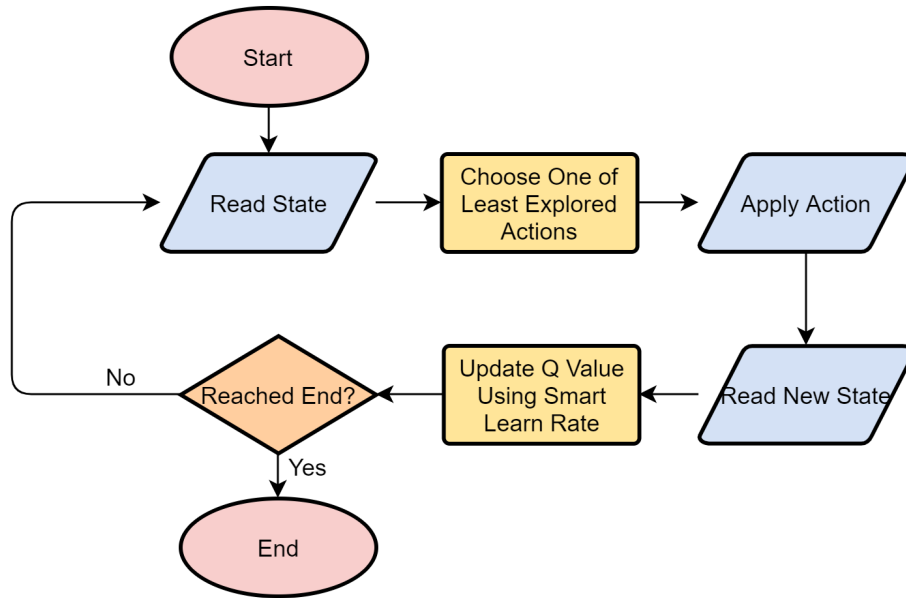 Start
Read State
Choose One of
Least Explored
Actions
Apply Action
Read New State
Update Q Value
Using Smart
Learn Rate
Reached End?
No
Yes
End